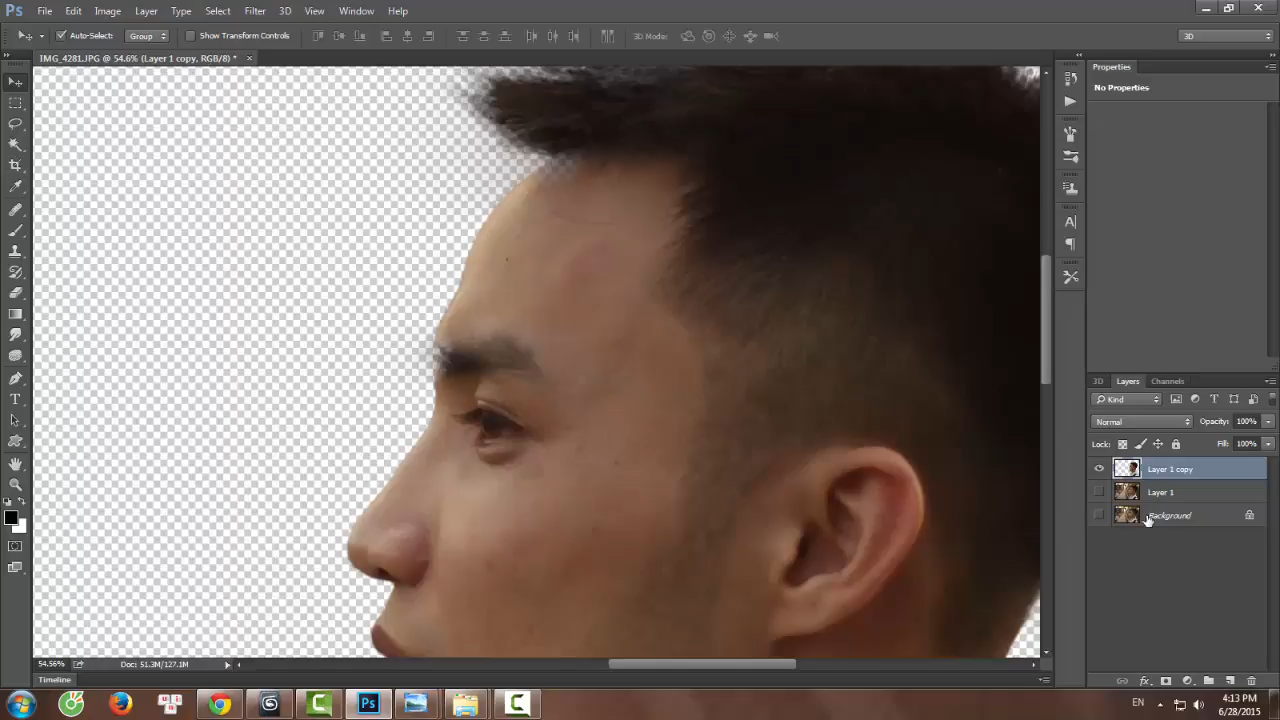 Ps File Edit Image Layer Type Select Filter 3D View Window Help
Auto-Select: Group Show Transform Controls 3D Mode: 3D
IMG_4281.JPG @ 54.6% (Layer 1 copy, RGB/8) *
Properties
No Properties
3D Layers Channels
Kind
Normal Opacity: 100%
Lock: Fill: 100%
Layer 1 copy
Layer 1
Background
54.56% Doc: 51.3M/127.1M
Timeline
EN 4:13 PM
6/28/2015